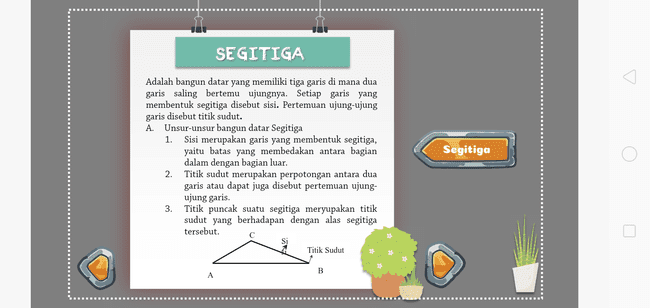 SEGITIGA
Adalah bangun datar yang memiliki tiga garis di mana dua
garis saling bertemu ujungnya. Setiap garis yang
membentuk segitiga disebut sisi. Pertemuan ujung-ujung
garis disebut titik sudut.
A. Unsur-unsur bangun datar Segitiga
1. Sisi merupakan garis yang membentuk segitiga,
yaitu batas yang membedakan antara bagian
dalam dengan bagian luar.
2. Titik sudut merupakan perpotongan antara dua
garis atau dapat juga disebut pertemuan ujung-
ujung garis.
3. Titik puncak suatu segitiga meryupakan titik
sudut yang berhadapan dengan alas segitiga
tersebut.
C
Si
Titik Sudut
A
B
Segitiga